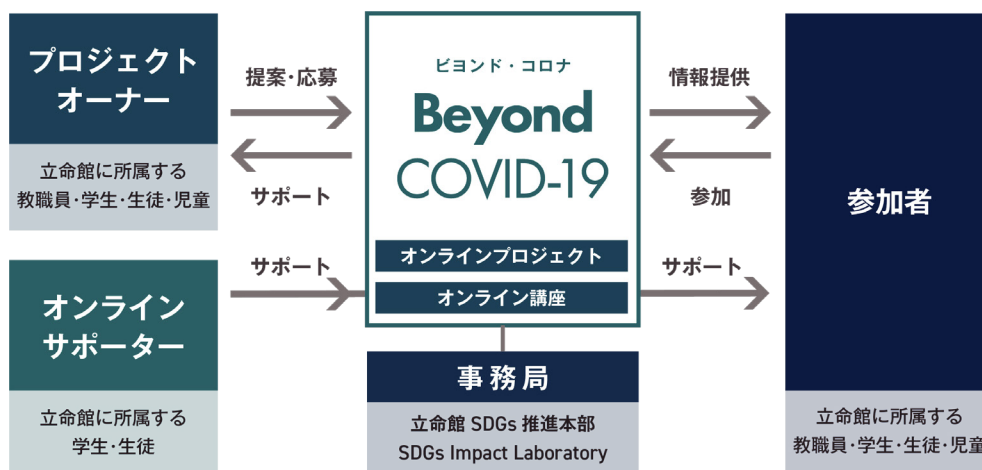 プロジェクト
オーナー
立命館に所属する
教職員・学生・生徒・児童
提案・応募
サポート
オンライン
サポーター
立命館に所属する
学生・生徒
サポート
ビヨンド・コロナ
Beyond
COVID-19
オンラインプロジェクト
オンライン講座
事務局
立命館 SDGs 推進本部
SDGs Impact Laboratory
情報提供
参加
サポート
参加者
立命館に所属する
教職員・学生・生徒・児童